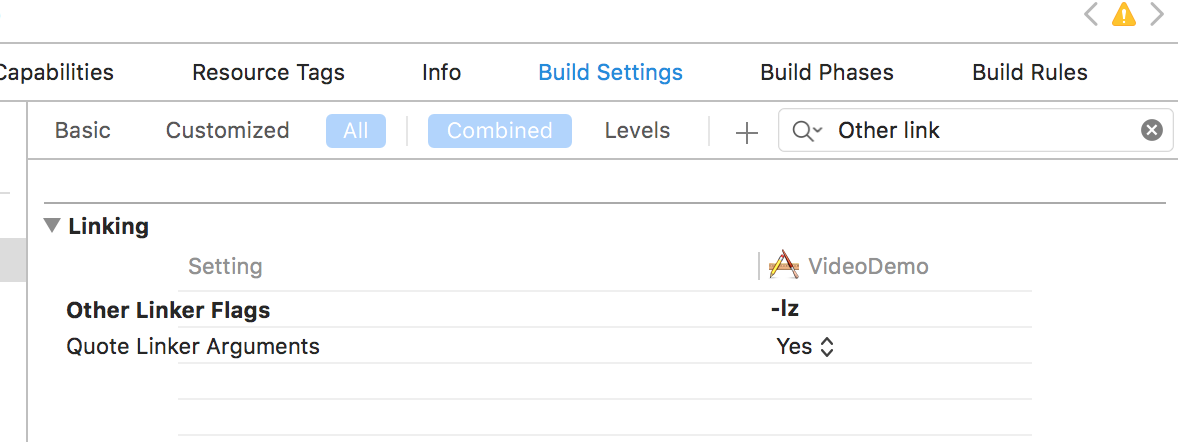 Capabilities Resource Tags Info Build Settings Build Phases Build Rules
Basic Customized All Combined Levels + Other link
Linking
Setting VideoDemo
Other Linker Flags -lz
Quote Linker Arguments Yes